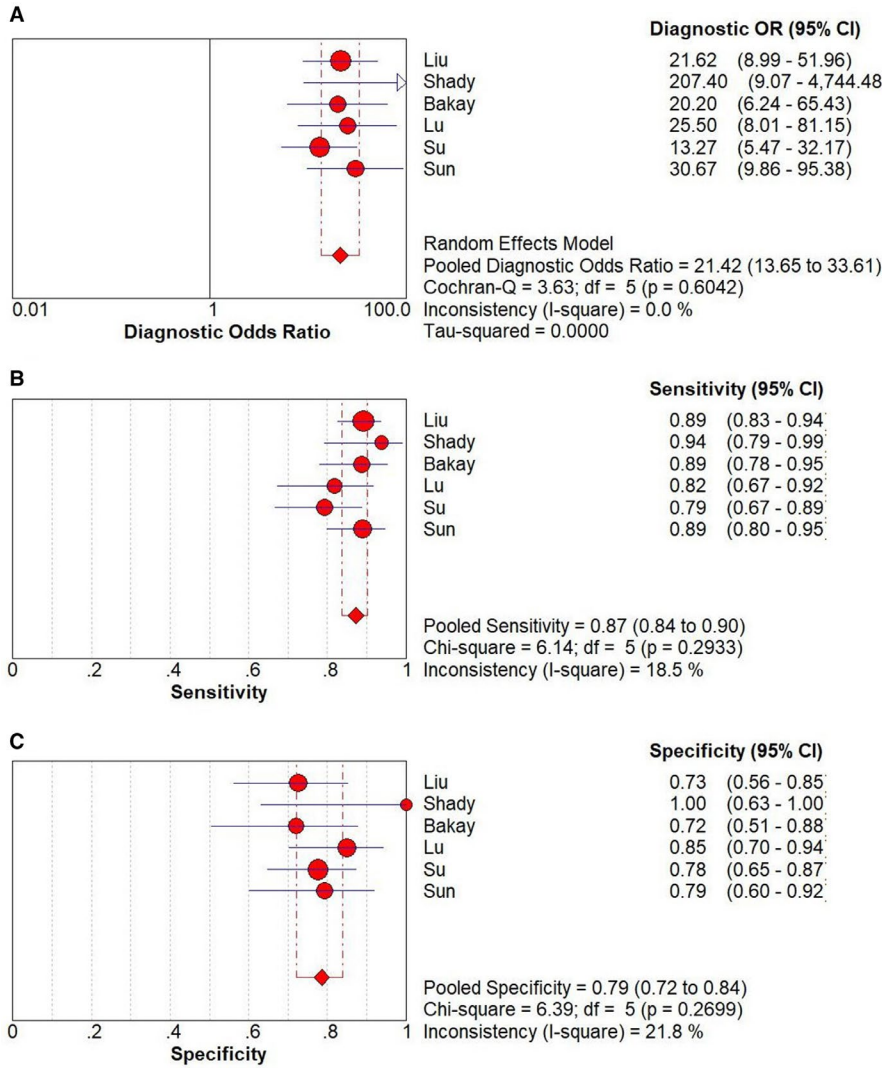 A
Diagnostic OR (95% CI)
Liu 21.62 (8.99 - 51.96)
Shady 207.40 (9.07 - 4,744.48
Bakay 20.20 (6.24 - 65.43)
Lu 25.50 (8.01 - 81.15)
Su 13.27 (5.47 - 32.17)
Sun 30.67 (9.86 - 95.38)
Random Effects Model
Pooled Diagnostic Odds Ratio = 21.42 (13.65 to 33.61)
Cochran-Q = 3.63; df = 5 (p = 0.6042)
Inconsistency (I-square) = 0.0 %
Tau-squared = 0.0000
0.01 1 100.0
Diagnostic Odds Ratio
B
Sensitivity (95% CI)
Liu 0.89 (0.83 - 0.94
Shady 0.94 (0.79 - 0.99
Bakay 0.89 (0.78 - 0.95
Lu 0.82 (0.67 - 0.92
Su 0.79 (0.67 - 0.89
Sun 0.89 (0.80 - 0.95
Pooled Sensitivity = 0.87 (0.84 to 0.90)
Chi-square = 6.14; df = 5 (p = 0.2933)
Inconsistency (I-square) = 18.5 %
0 .2 .4 .6 .8 1
Sensitivity
C
Specificity (95% CI)
Liu 0.73 (0.56 - 0.85
Shady 1.00 (0.63 - 1.00
Bakay 0.72 (0.51 - 0.88
Lu 0.85 (0.70 - 0.94
Su 0.78 (0.65 - 0.87
Sun 0.79 (0.60 - 0.92
Pooled Specificity = 0.79 (0.72 to 0.84)
Chi-square = 6.39; df = 5 (p = 0.2699)
Inconsistency (I-square) = 21.8 %
0 .2 .4 .6 .8 1
Specificity